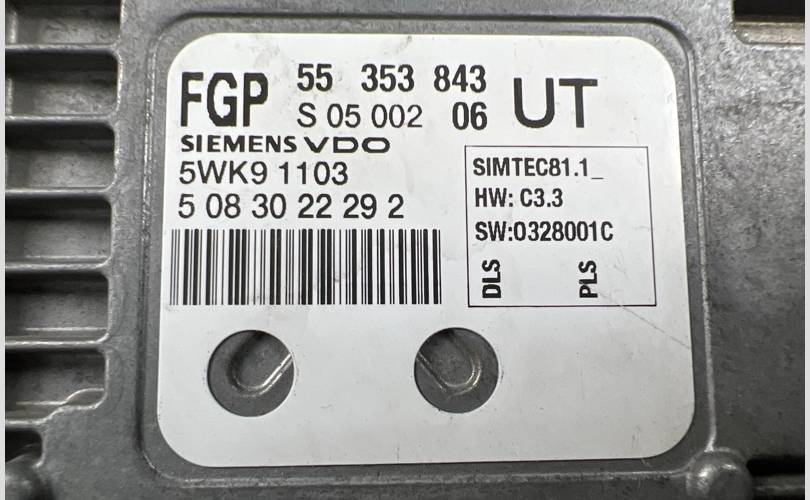 FGP 55 353 843 UT
S 05 002 06
SIEMENS VDO
5WK9 1103
5 08 30 22 29 2
SIMTEC81.1_
HW: C3.3
SW:0328001C
DLS PLS